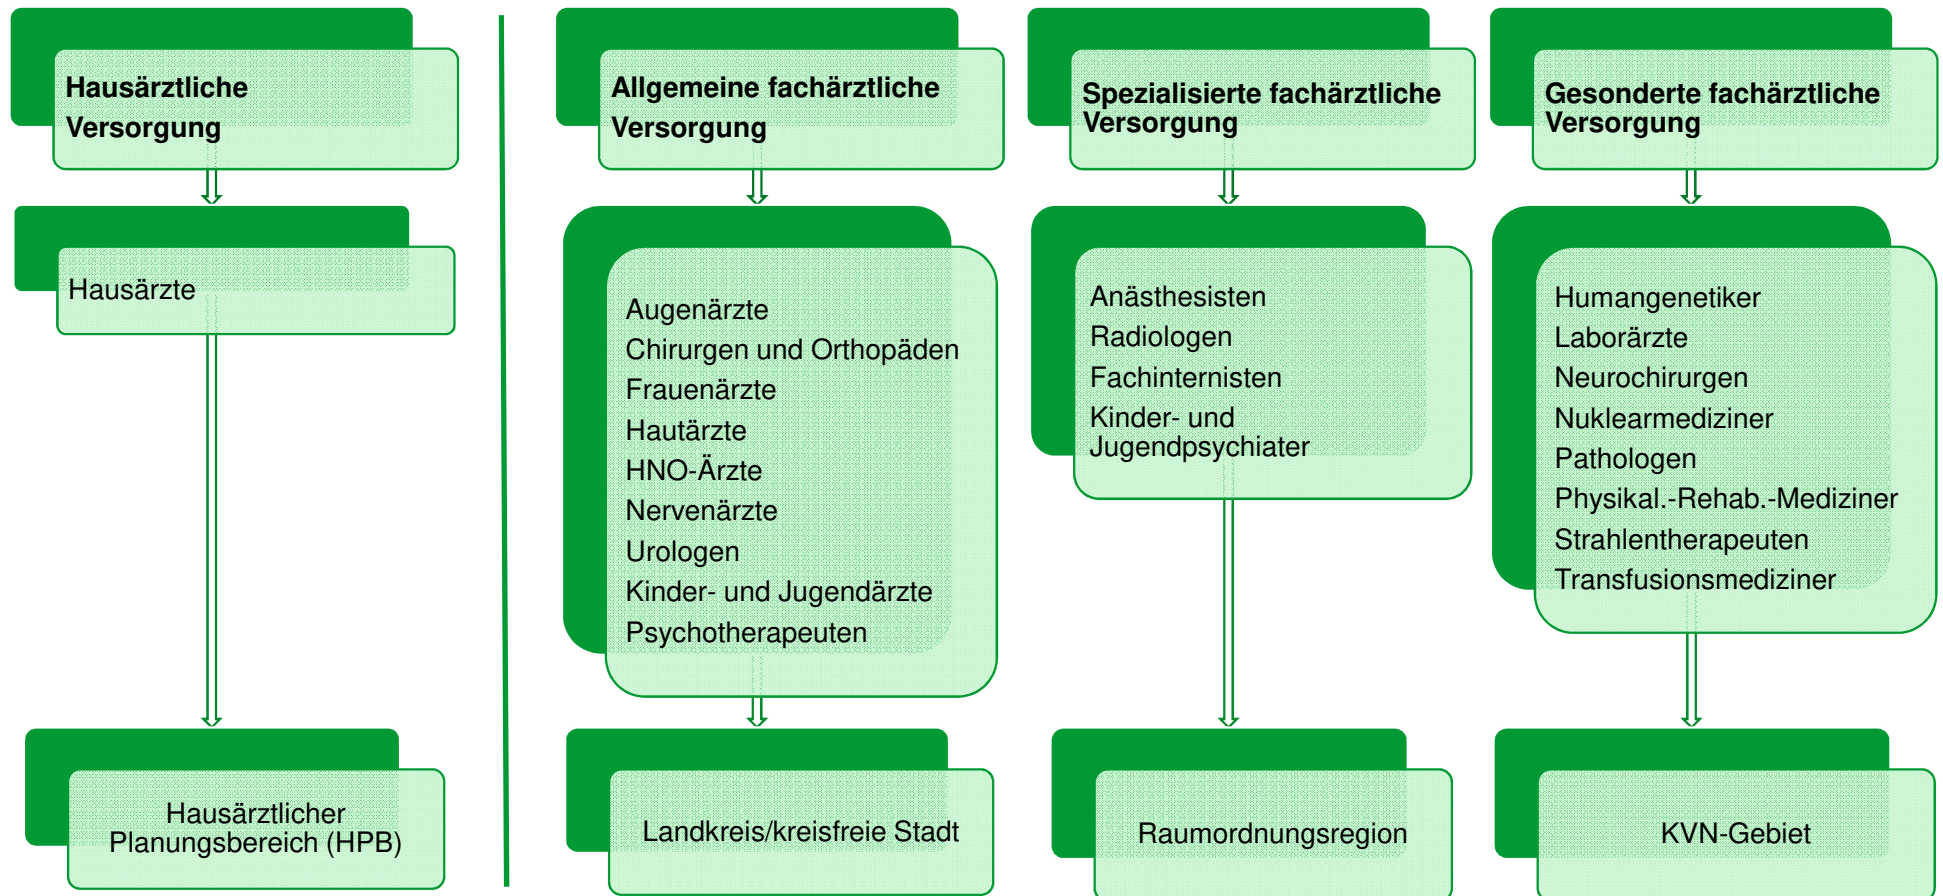 Hausärztliche
Versorgung
Hausärzte
Hausärztlicher
Planungsbereich (HPB)
Allgemeine fachärztliche
Versorgung
Augenärzte
Chirurgen und Orthopäden
Frauenärzte
Hautärzte
HNO-Ärzte
Nervenärzte
Urologen
Kinder- und Jugendärzte
Psychotherapeuten
Landkreis/kreisfreie Stadt
Spezialisierte fachärztliche
Versorgung
Anästhesisten
Radiologen
Fachinternisten
Kinder- und
Jugendpsychiater
Raumordnungsregion
Gesonderte fachärztliche
Versorgung
Humangenetiker
Laborärzte
Neurochirurgen
Nuklearmediziner
Pathologen
Physikal.-Rehab.-Mediziner
Strahlentherapeuten
Transfusionsmediziner
KVN-Gebiet